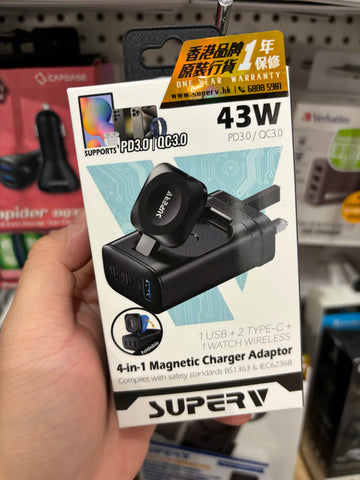 香港品牌
原裝行貨
1年
保修
ONE YEAR WARRANTY
www.superv.hk | 6888 5981
SUPPORTS PD3.0 | QC3.0
43W
PD3.0 / QC3.0
SUPERV
1 USB + 2 TYPE-C +
1 WATCH WIRELESS
4-in-1 Magnetic Charger Adaptor
Complies with safety standards BS1363 & IEC62368
SUPERV
CAPDASE
Verbatim